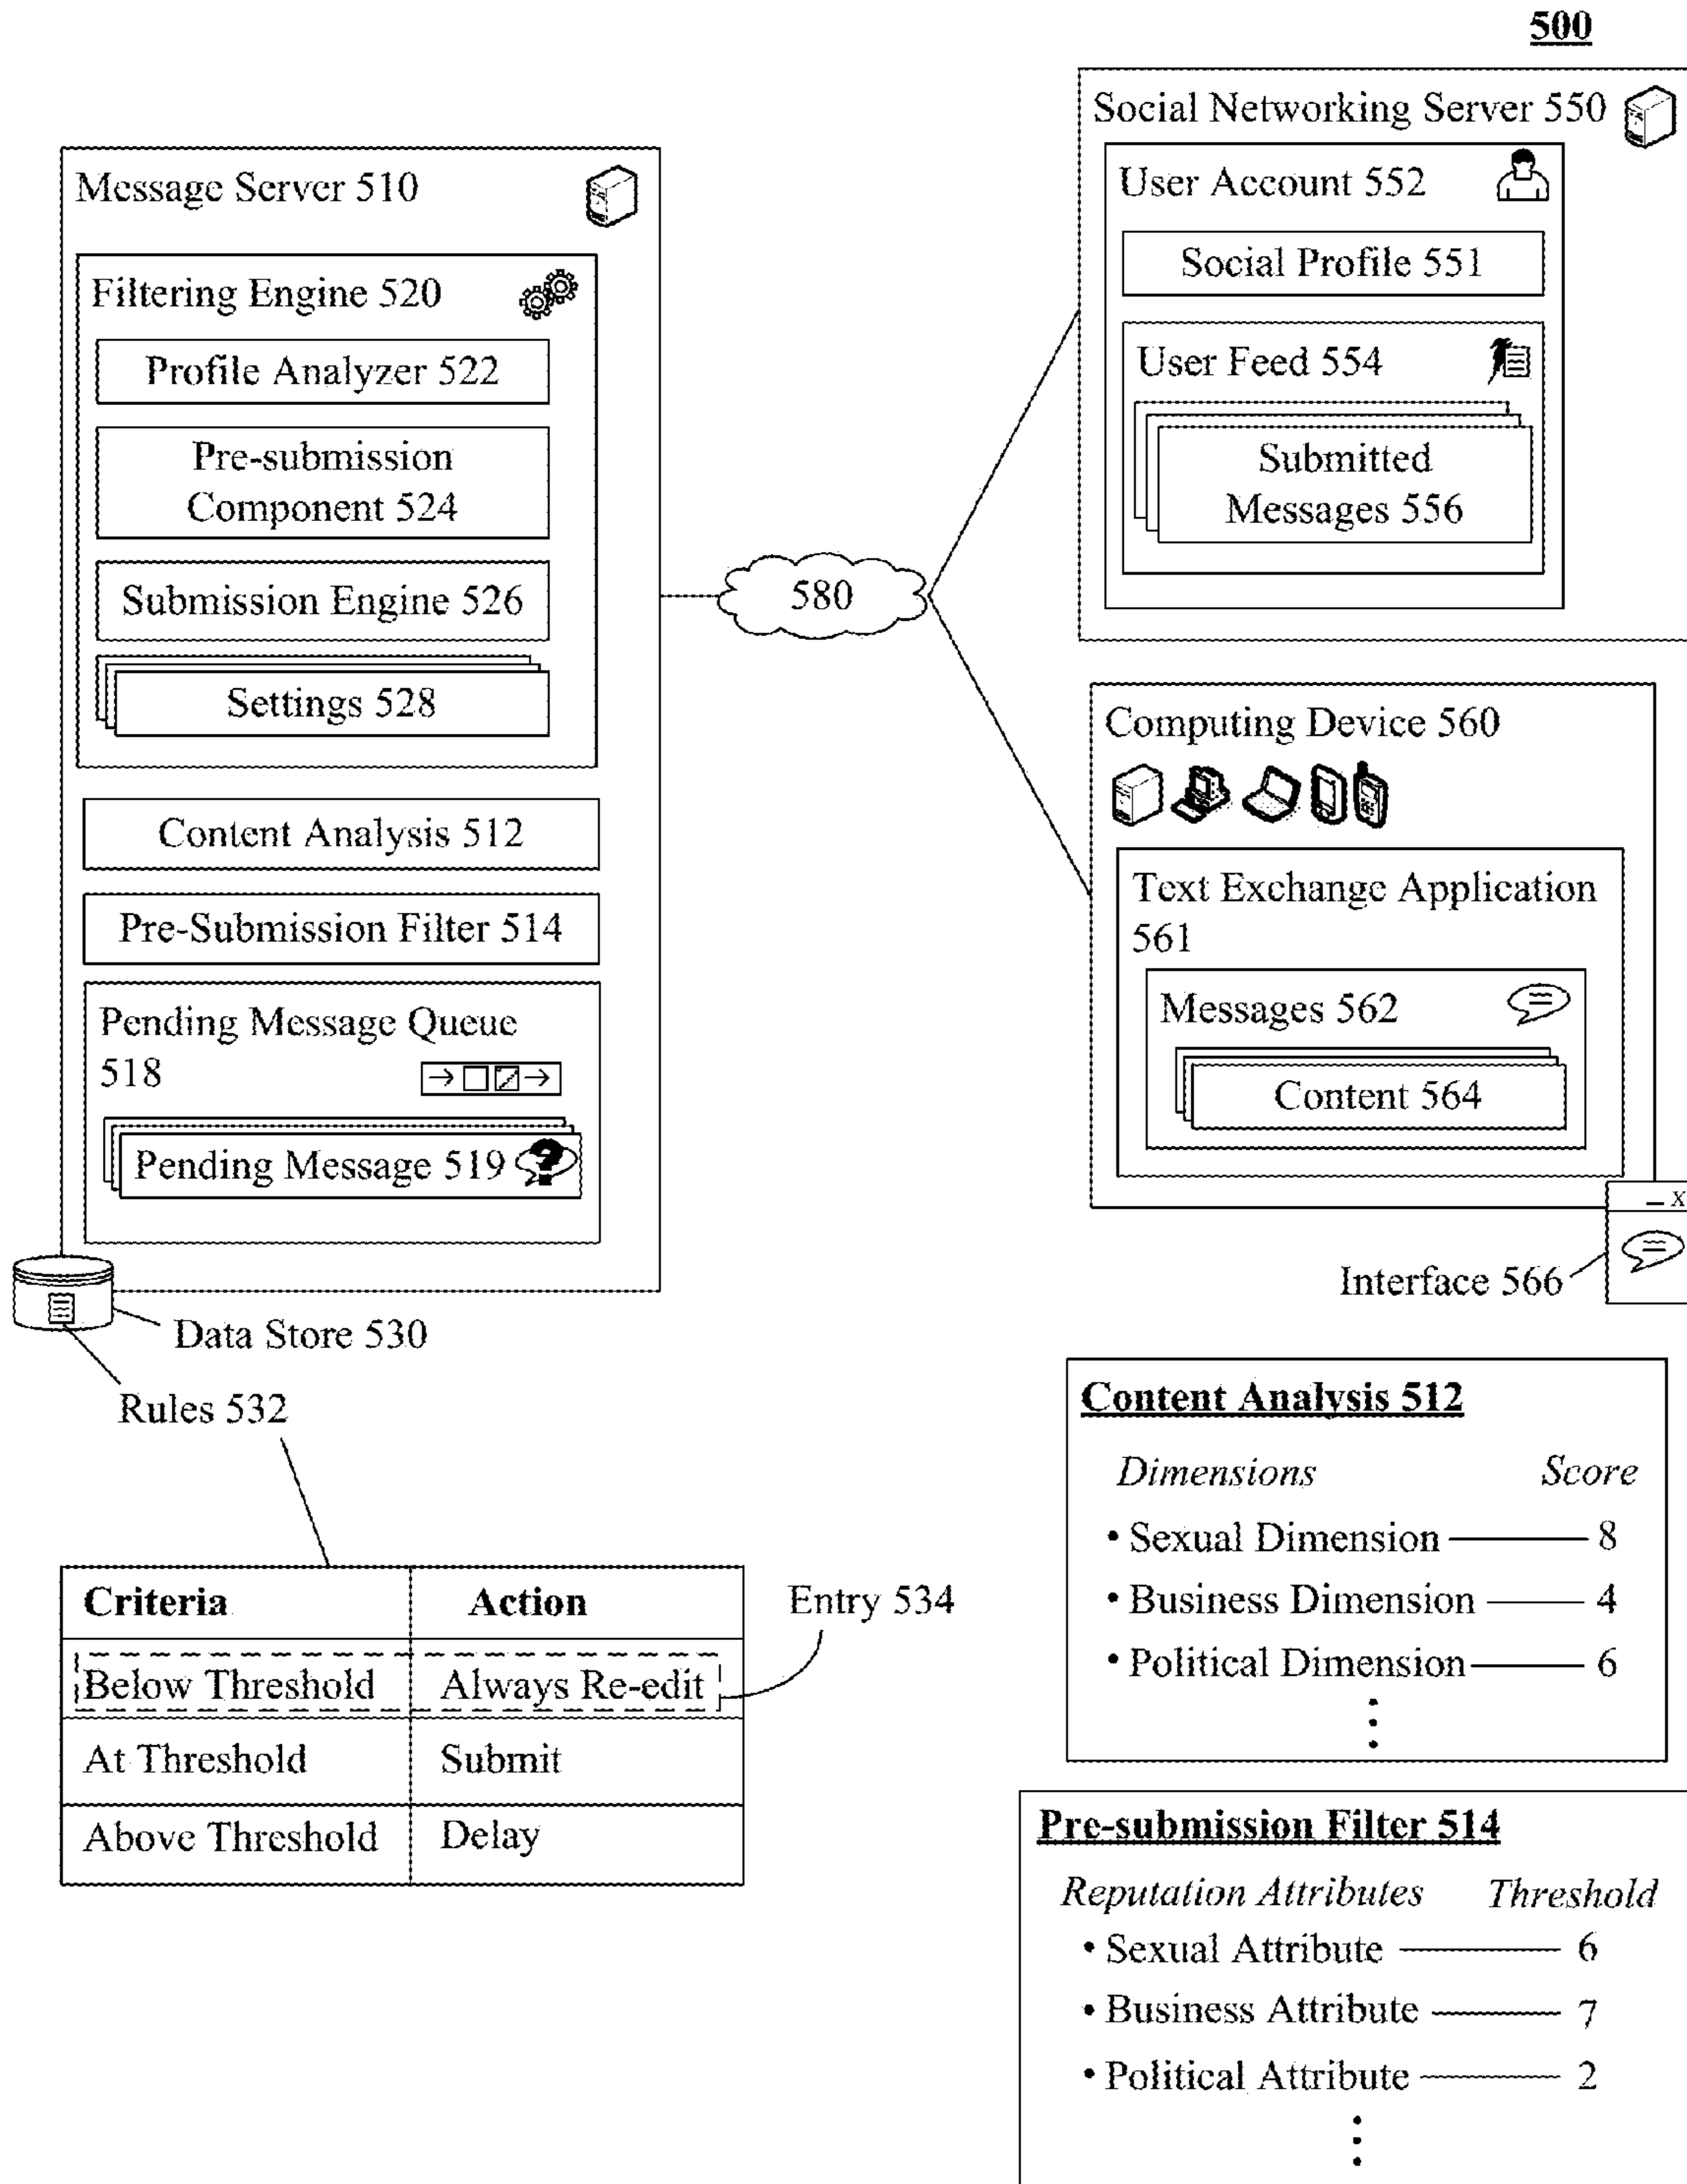 500
Message Server 510
Filtering Engine 520
Profile Analyzer 522
Pre-submission
Component 524
Submission Engine 526
Settings 528
Content Analysis 512
Pre-Submission Filter 514
Pending Message Queue
518
Pending Message 519
Data Store 530
Rules 532
580
Social Networking Server 550
User Account 552
Social Profile 551
User Feed 554
Submitted
Messages 556
Computing Device 560
Text Exchange Application
561
Messages 562
Content 564
X
Interface 566
Criteria Action
Below Threshold Always Re-edit
At Threshold Submit
Above Threshold Delay
Entry 534
Content Analysis 512
Dimensions Score
• Sexual Dimension 8
• Business Dimension 4
• Political Dimension 6
Pre-submission Filter 514
Reputation Attributes Threshold
• Sexual Attribute 6
• Business Attribute 7
• Political Attribute 2